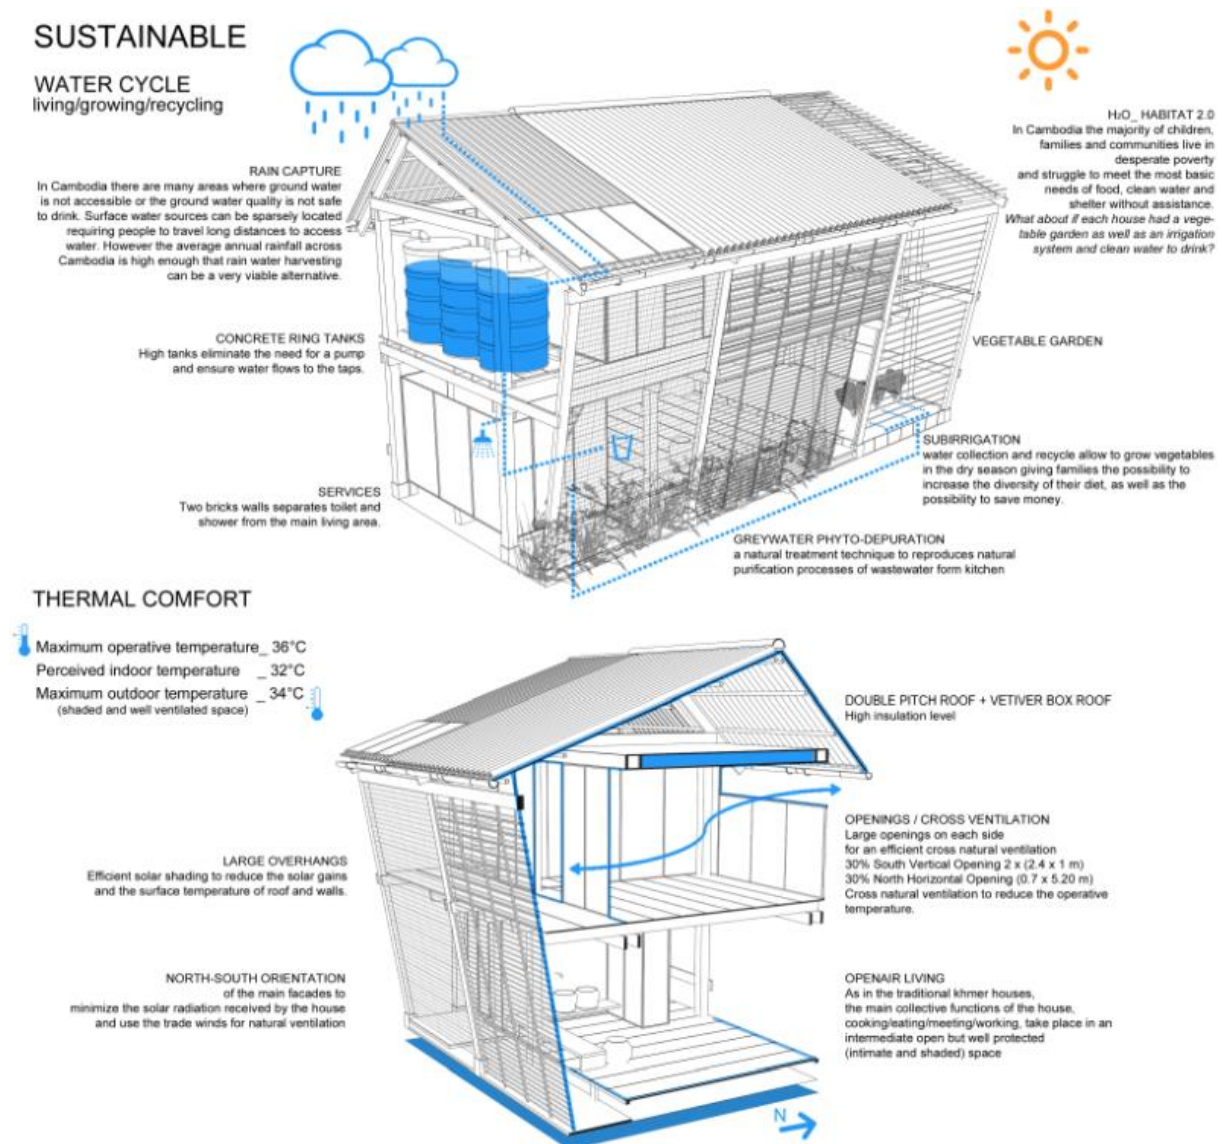 SUSTAINABLE
WATER CYCLE
living/growing/recycling
RAIN CAPTURE
In Cambodia there are many areas where ground water
is not accessible or the ground water quality is not safe
to drink. Surface water sources can be sparsely located
requiring people to travel long distances to access
water. However the average annual rainfall across
Cambodia is high enough that rain water harvesting
can be a very viable alternative.
CONCRETE RING TANKS
High tanks eliminate the need for a pump
and ensure water flows to the taps.
SERVICES
Two bricks walls separates toilet and
shower from the main living area.
H2O_ HABITAT 2.0
In Cambodia the majority of children,
families and communities live in
desperate poverty
and struggle to meet the most basic
needs of food, clean water and
shelter without assistance.
What about if each house had a vege-
table garden as well as an irrigation
system and clean water to drink?
VEGETABLE GARDEN
SUBIRRIGATION
water collection and recycle allow to grow vegetables
in the dry season giving families the possibility to
increase the diversity of their diet, as well as the
possibility to save money.
GREYWATER PHYTO-DEPURATION
a natural treatment technique to reproduces natural
purification processes of wastewater form kitchen
THERMAL COMFORT
Maximum operative temperature_ 36°C
Perceived indoor temperature _ 32°C
Maximum outdoor temperature _ 34°C
(shaded and well ventilated space)
LARGE OVERHANGS
Efficient solar shading to reduce the solar gains
and the surface temperature of roof and walls.
NORTH-SOUTH ORIENTATION
of the main facades to
minimize the solar radiation received by the house
and use the trade winds for natural ventilation
DOUBLE PITCH ROOF + VETIVER BOX ROOF
High insulation level
OPENINGS / CROSS VENTILATION
Large openings on each side
for an efficient cross natural ventilation
30% South Vertical Opening 2 x (2.4 x 1 m)
30% North Horizontal Opening (0.7 x 5.20 m)
Cross natural ventilation to reduce the operative
temperature.
OPENAIR LIVING
As in the traditional khmer houses,
the main collective functions of the house,
cooking/eating/meeting/working, take place in an
intermediate open but well protected
(intimate and shaded) space
N